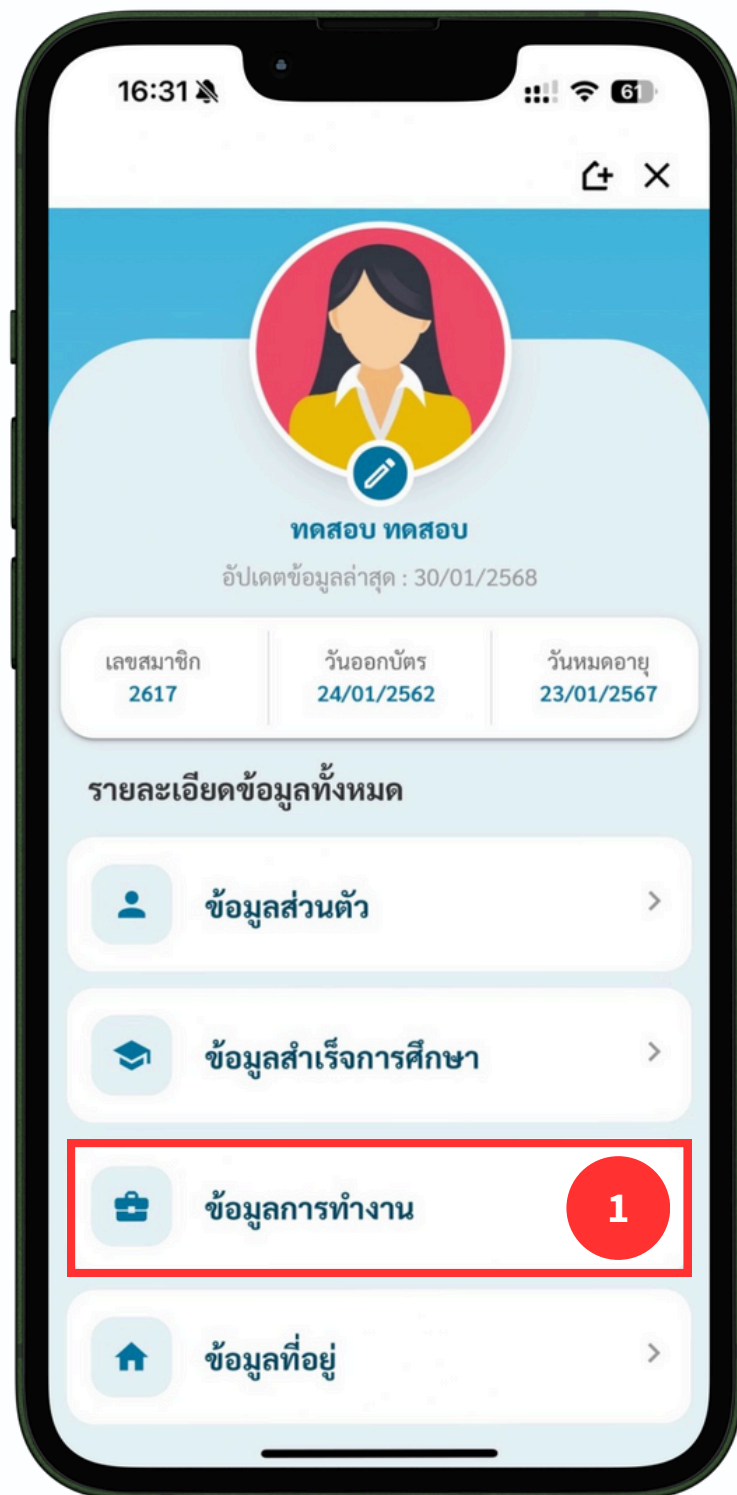 16:31
61
ทดสอบ ทดสอบ
อัปเดตข้อมูลล่าสุด : 30/01/2568
เลขสมาชิก วันออกบัตร วันหมดอายุ
2617 24/01/2562 23/01/2567
รายละเอียดข้อมูลทั้งหมด
ข้อมูลส่วนตัว
ข้อมูลสำเร็จการศึกษา
ข้อมูลการทำงาน 1
ข้อมูลที่อยู่